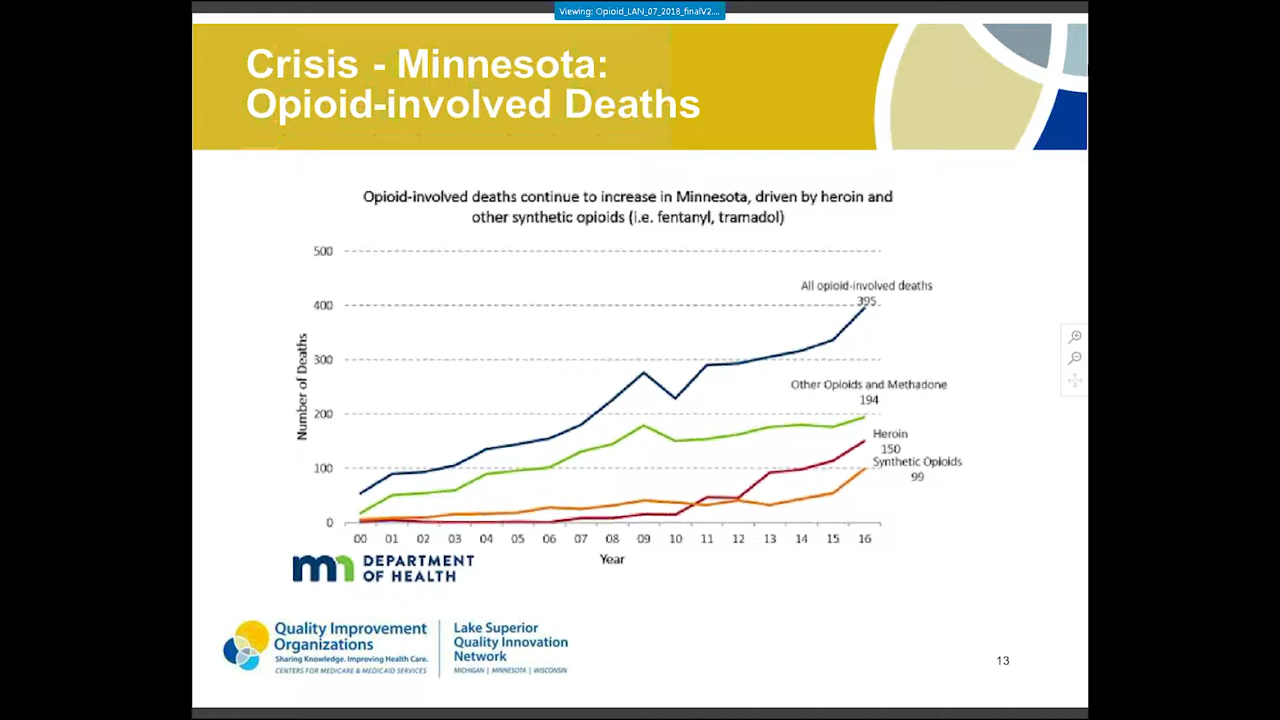 Viewing: Opioid_LAN_07_2018_finalV2....
Crisis - Minnesota:
Opioid-involved Deaths
Opioid-involved deaths continue to increase in Minnesota, driven by heroin and
other synthetic opioids (i.e. fentanyl, tramadol)
500
400
300
200
100
0
Number of Deaths
All opioid-involved deaths
395
Other Opioids and Methadone
194
Heroin
150
Synthetic Opioids
99
00 01 02 03 04 05 06 07 08 09 10 11 12 13 14 15 16
Year
mn DEPARTMENT
OF HEALTH
Quality Improvement
Organizations
Sharing Knowledge. Improving Health Care.
CENTERS FOR MEDICARE & MEDICAID SERVICES
Lake Superior
Quality Innovation
Network
MICHIGAN | MINNESOTA | WISCONSIN
13